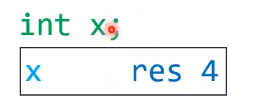 int x;
x res 4